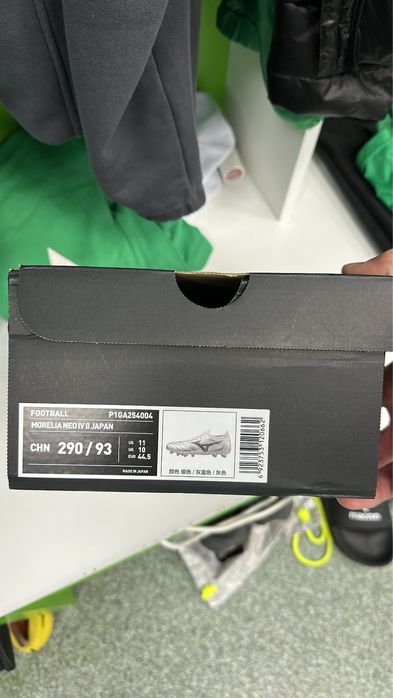 FOOTBALL P1GA254004
MORELIA NEO IV β JAPAN
CHN 290 / 93
US 11
UK 10
EUR 44.5
MADE IN JAPAN
颜色 银色 / 灰蓝色 / 灰色
6923753120662